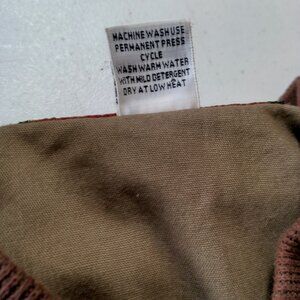 MACHINE WASH USE
PERMANENT PRESS
CYCLE
WASH WARM WATER
WITH MILD DETERGENT
DRY AT LOW HEAT